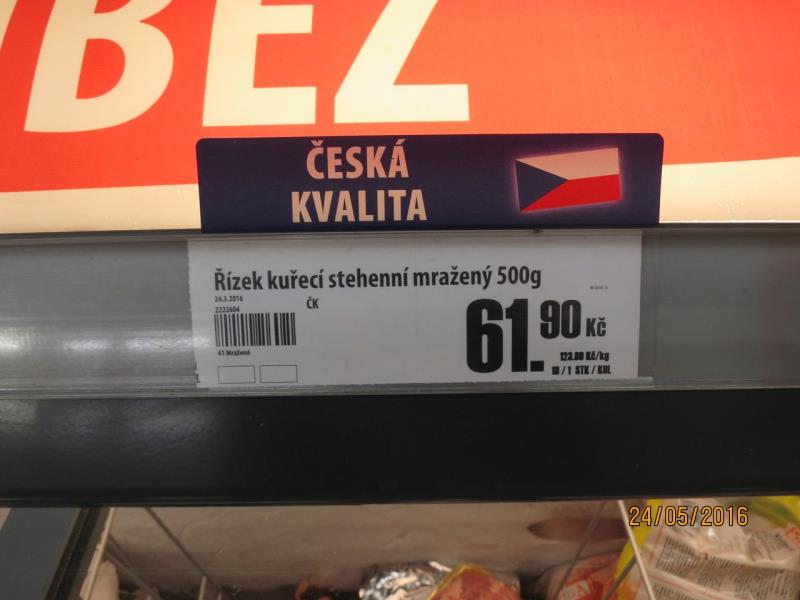 BEZ
ČESKÁ
KVALITA
Řízek kuřecí stehenní mražený 500g
24.3.2016
ČK
2222604
61.90 Kč
41 Mražené
123.80 Kč/kg
10 / 1 STK / KOL
24/05/2016